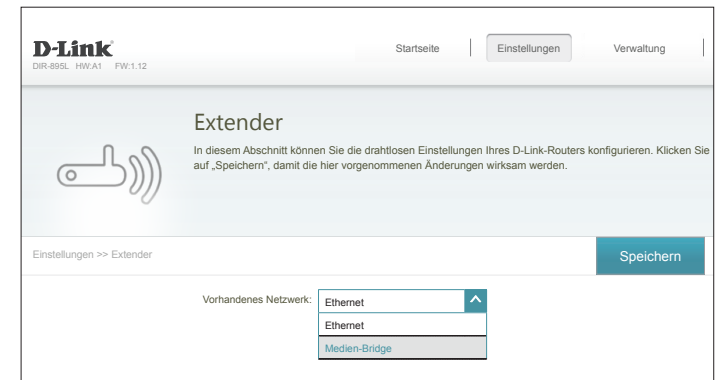 D-Link
DIR-895L HW:A1 FW:1.12
Startseite
Einstellungen
Verwaltung
Extender
In diesem Abschnitt können Sie die drahtlosen Einstellungen Ihres D-Link-Routers konfigurieren. Klicken Sie
auf „Speichern“, damit die hier vorgenommenen Änderungen wirksam werden.
Einstellungen >> Extender
Speichern
Vorhandenes Netzwerk:
Ethernet
Ethernet
Medien-Bridge